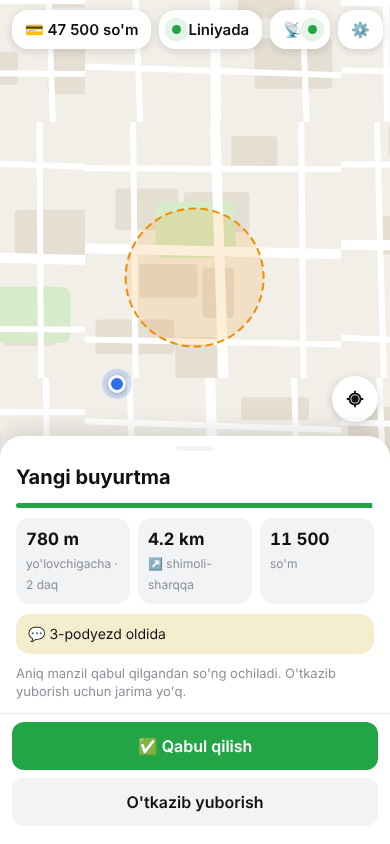 💳 47 500 so'm
Liniyada
Yangi buyurtma
780 m
yo'lovchigacha ·
2 daq
4.2 km
↗️ shimoli-
sharqqa
11 500
so'm
💬 3-podyezd oldida
Aniq manzil qabul qilgandan so'ng ochiladi. O'tkazib
yuborish uchun jarima yo'q.
✅ Qabul qilish
O'tkazib yuborish